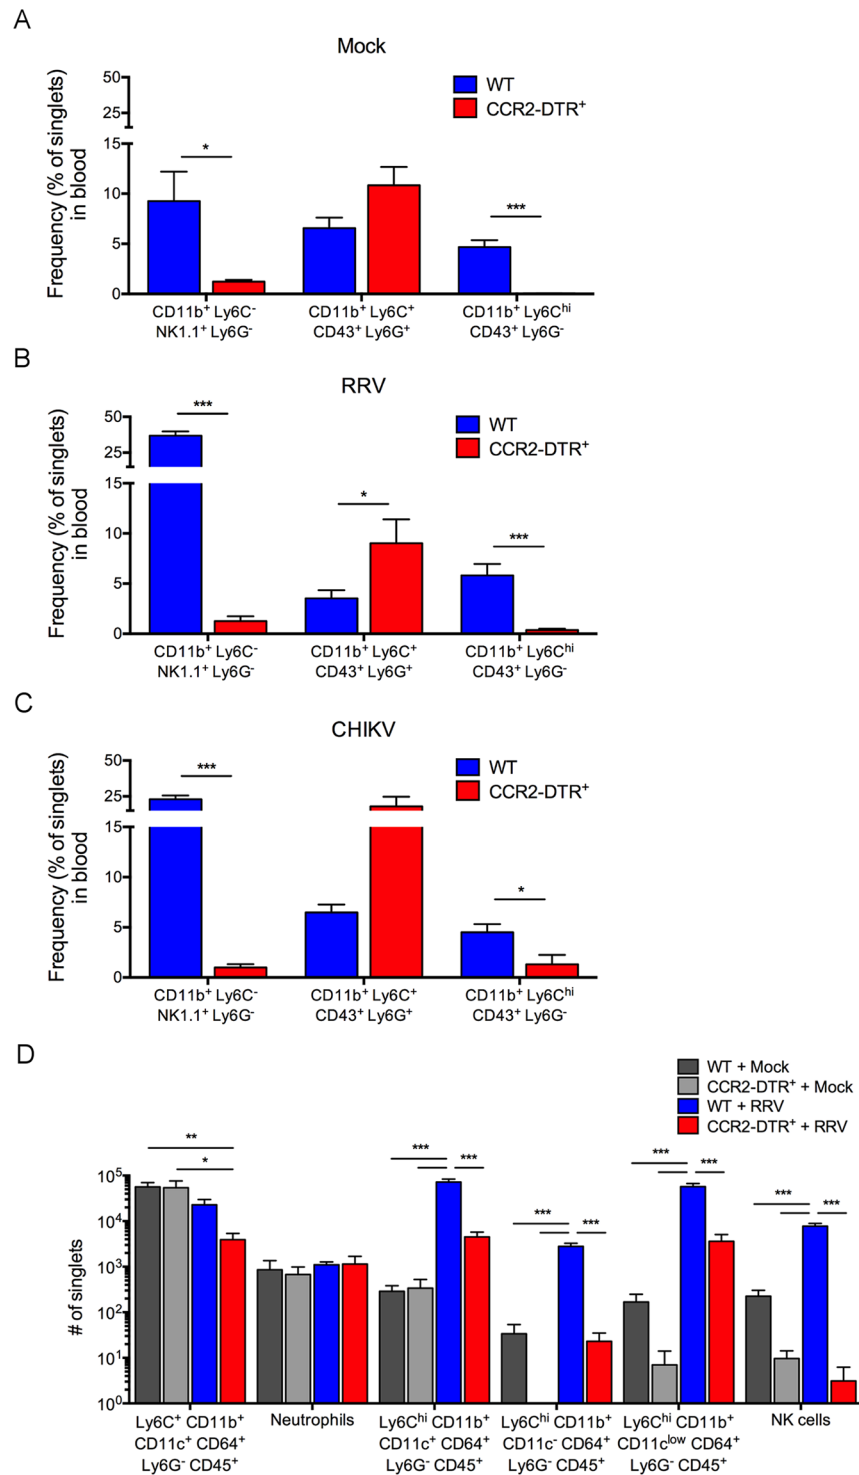 A
Mock
Frequency (% of singlets)
in blood
50
25
15
10
5
0
WT
CCR2-DTR⁺
*
***
CD11b⁺ Ly6C⁻
NK1.1⁺ Ly6G⁻
CD11b⁺ Ly6C⁺
CD43⁺ Ly6G⁺
CD11b⁺ Ly6Cʰⁱ
CD43⁺ Ly6G⁻
B
RRV
Frequency (% of singlets)
in blood
50
25
15
10
5
0
WT
CCR2-DTR⁺
***
*
***
CD11b⁺ Ly6C⁻
NK1.1⁺ Ly6G⁻
CD11b⁺ Ly6C⁺
CD43⁺ Ly6G⁺
CD11b⁺ Ly6Cʰⁱ
CD43⁺ Ly6G⁻
C
CHIKV
Frequency (% of singlets)
in blood
50
25
15
10
5
0
WT
CCR2-DTR⁺
***
*
CD11b⁺ Ly6C⁻
NK1.1⁺ Ly6G⁻
CD11b⁺ Ly6C⁺
CD43⁺ Ly6G⁺
CD11b⁺ Ly6Cʰⁱ
CD43⁺ Ly6G⁻
D
WT + Mock
CCR2-DTR⁺ + Mock
WT + RRV
CCR2-DTR⁺ + RRV
# of singlets
10⁵
10⁴
10³
10²
10¹
10⁰
**
*
***
***
***
***
***
***
***
***
Ly6C⁺ CD11b⁺
CD11c⁺ CD64⁺
Ly6G⁻ CD45⁺
Neutrophils
Ly6Cʰⁱ CD11b⁺
CD11c⁺ CD64⁺
Ly6G⁻ CD45⁺
Ly6Cʰⁱ CD11b⁺
CD11c⁻ CD64⁺
Ly6G⁻ CD45⁺
Ly6Cʰⁱ CD11b⁺
CD11cˡᵒʷ CD64⁺
Ly6G⁻ CD45⁺
NK cells